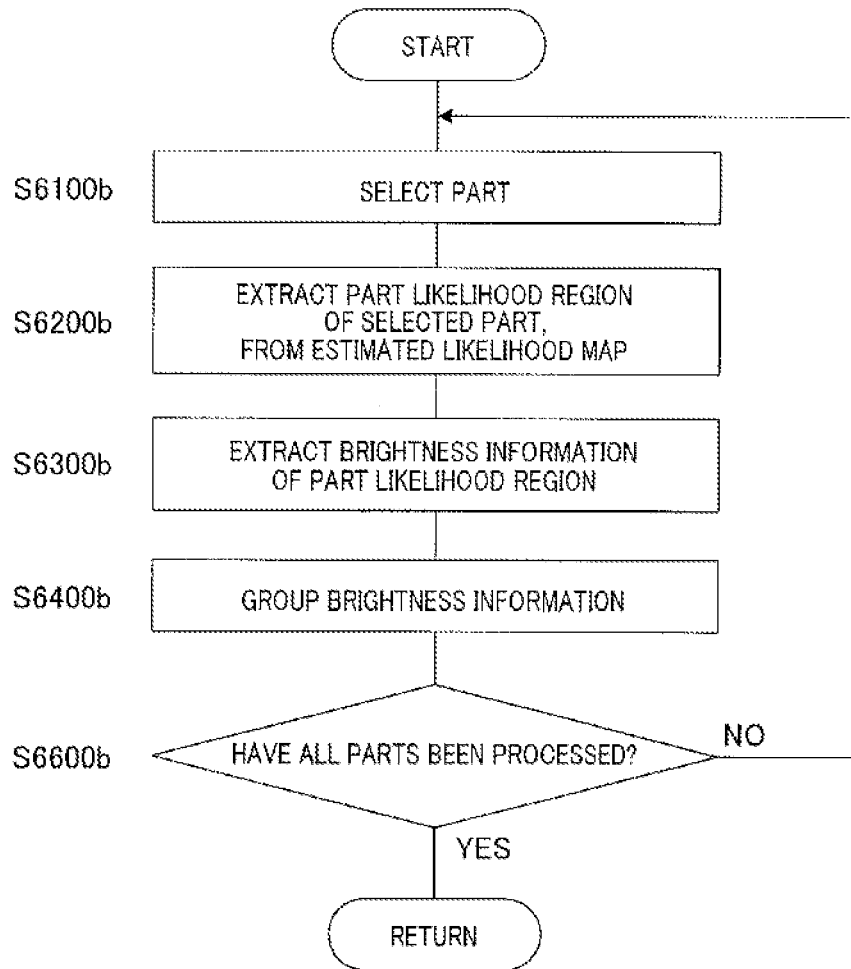 START
S6100b
SELECT PART
S6200b
EXTRACT PART LIKELIHOOD REGION
OF SELECTED PART,
FROM ESTIMATED LIKELIHOOD MAP
S6300b
EXTRACT BRIGHTNESS INFORMATION
OF PART LIKELIHOOD REGION
S6400b
GROUP BRIGHTNESS INFORMATION
S6600b
HAVE ALL PARTS BEEN PROCESSED?
NO
YES
RETURN